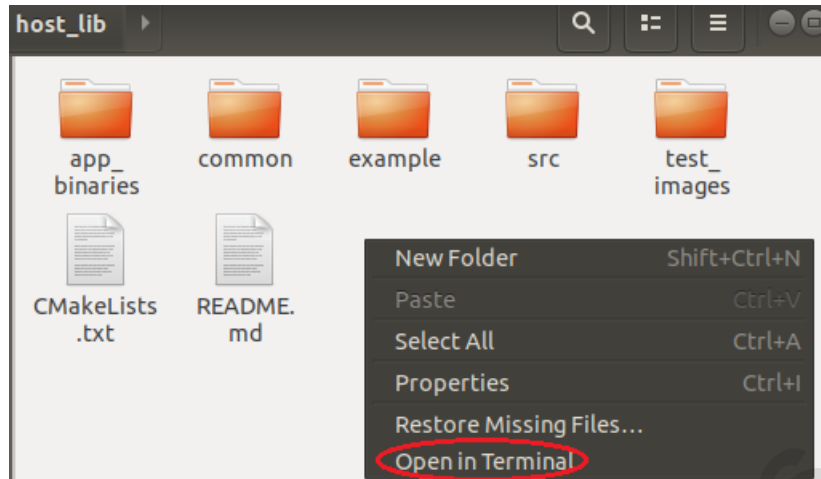 host_lib
app_ common example src test_
binaries images
CMakeLists README.
.txt md
New Folder Shift+Ctrl+N
Paste Ctrl+V
Select All Ctrl+A
Properties Ctrl+I
Restore Missing Files…
Open in Terminal